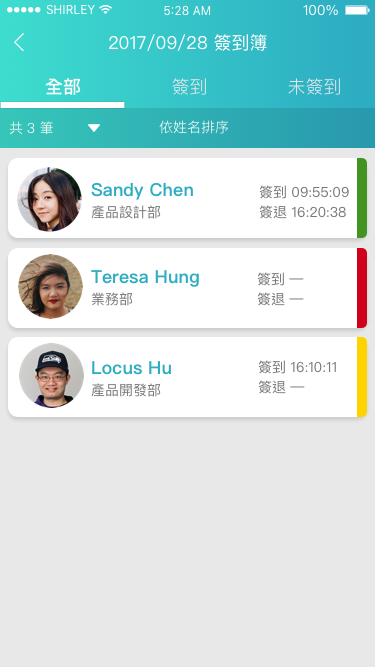 SHIRLEY 5:28 AM 100%
2017/09/28 簽到簿
全部 簽到 未簽到
共 3 筆 依姓名排序
Sandy Chen
產品設計部
簽到 09:55:09
簽退 16:20:38
Teresa Hung
業務部
簽到 —
簽退 —
Locus Hu
產品開發部
簽到 16:10:11
簽退 —